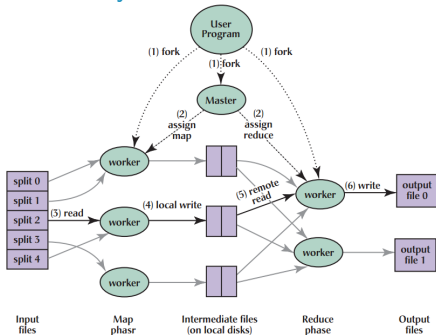 User
Program
(1) fork
(1) fork
(1) fork
Master
(2)
assign
map
(2)
assign
reduce
worker
split 0
split 1
split 2
split 3
split 4
(3) read
worker
(4) local write
(5) remote
read
worker
(6) write
output
file 0
worker
output
file 1
worker
Input
files
Map
phasr
Intermediate files
(on local disks)
Reduce
phase
Output
files